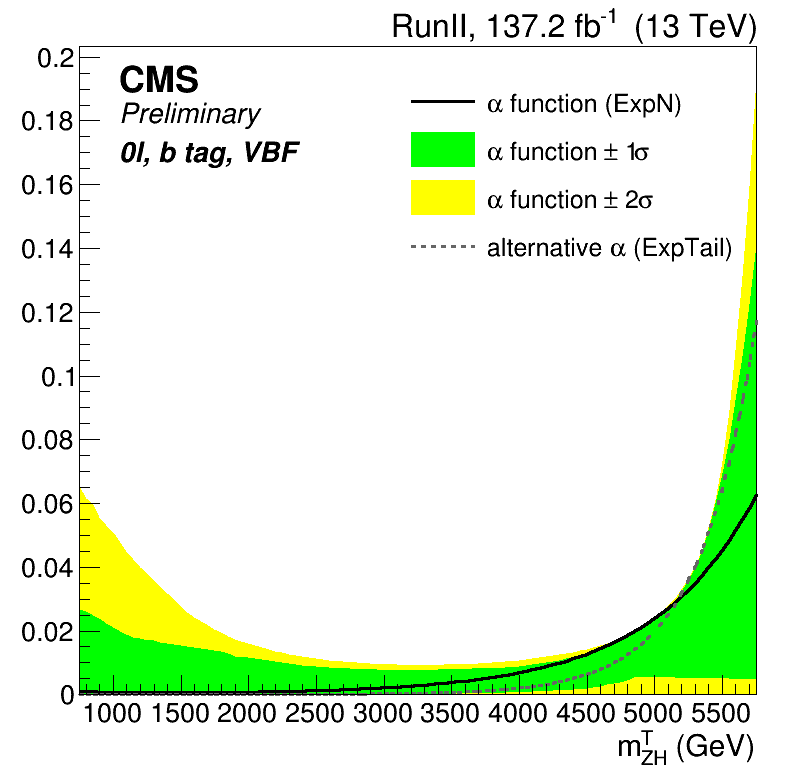 RunII, 137.2 fb⁻¹ (13 TeV)
CMS
Preliminary
0l, b tag, VBF
α function (ExpN)
α function ± 1σ
α function ± 2σ
alternative α (ExpTail)
0.2
0.18
0.16
0.14
0.12
0.1
0.08
0.06
0.04
0.02
0
1000 1500 2000 2500 3000 3500 4000 4500 5000 5500
m^T_ZH (GeV)